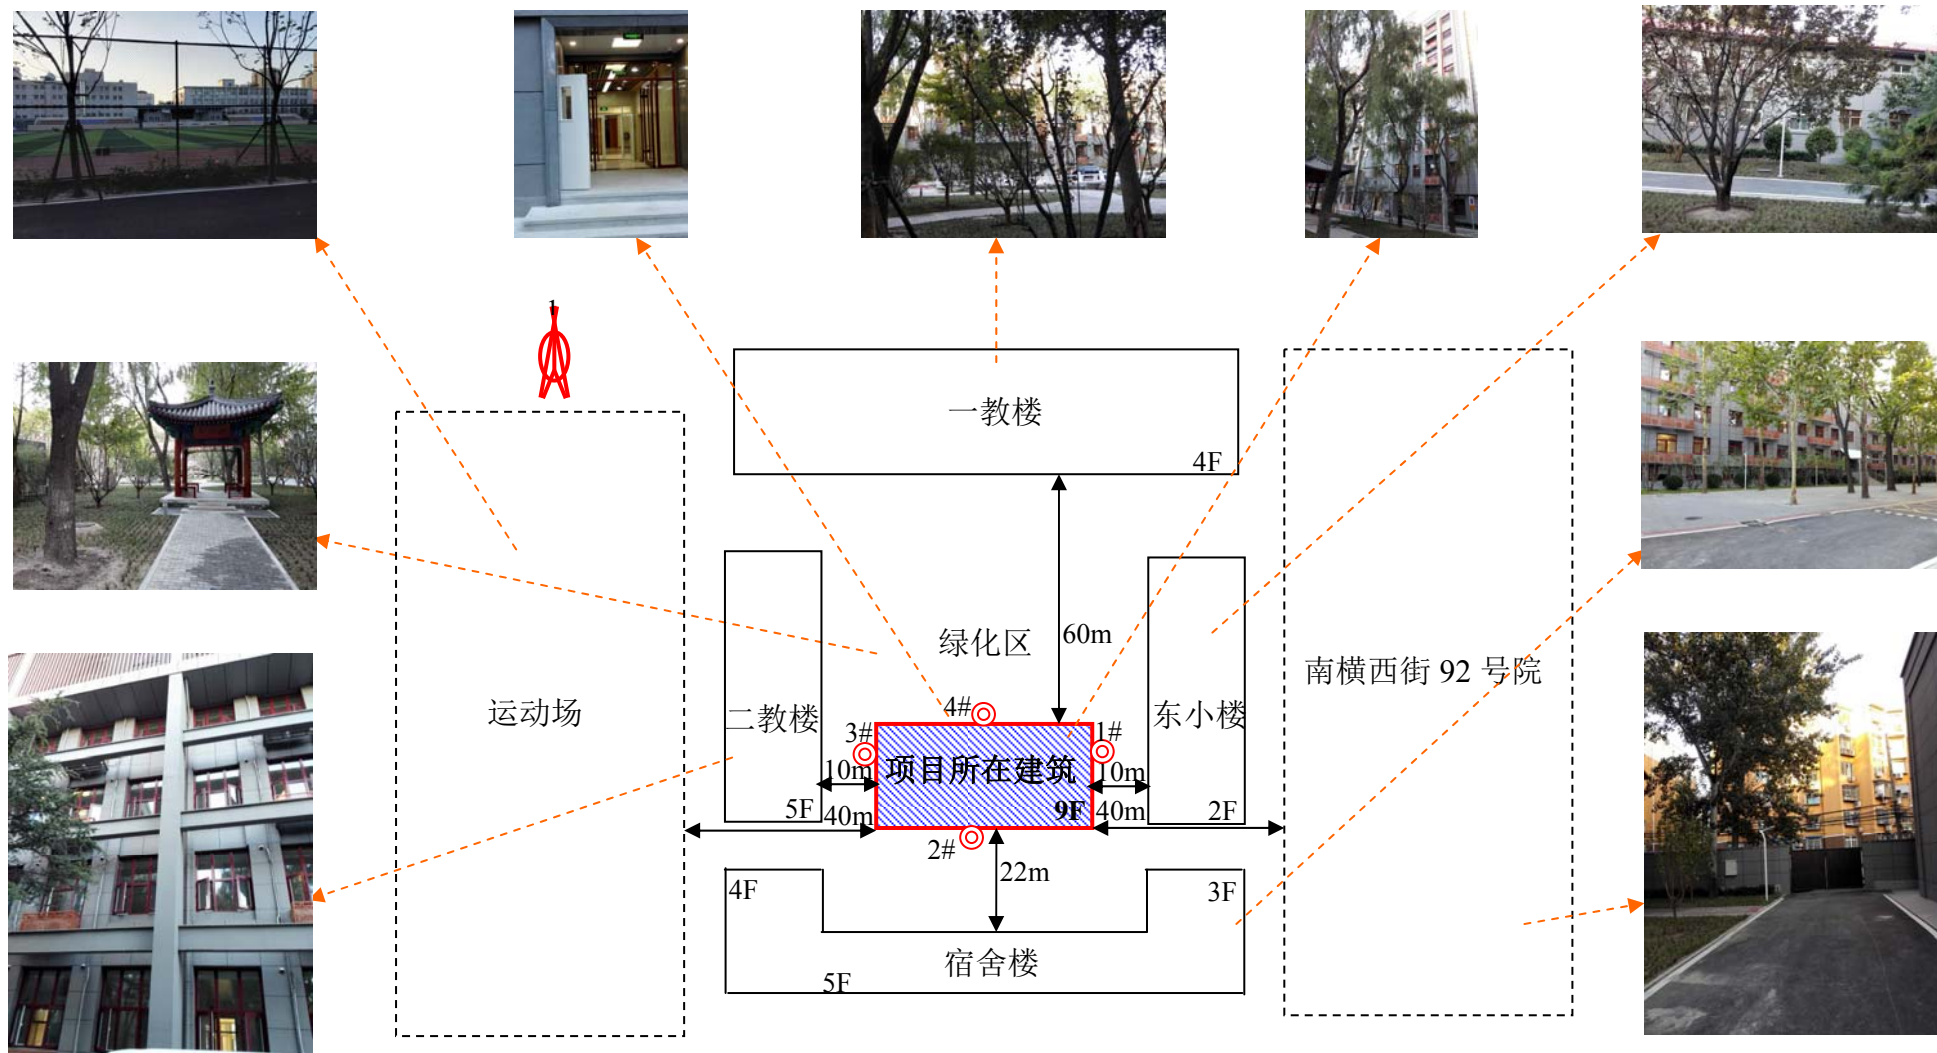 1
一教楼
4F
绿化区
60m
南横西街 92 号院
运动场
二教楼
东小楼
4#
3#
1#
项目所在建筑
10m
10m
9F
5F
40m
40m
2F
2#
22m
4F
3F
宿舍楼
5F